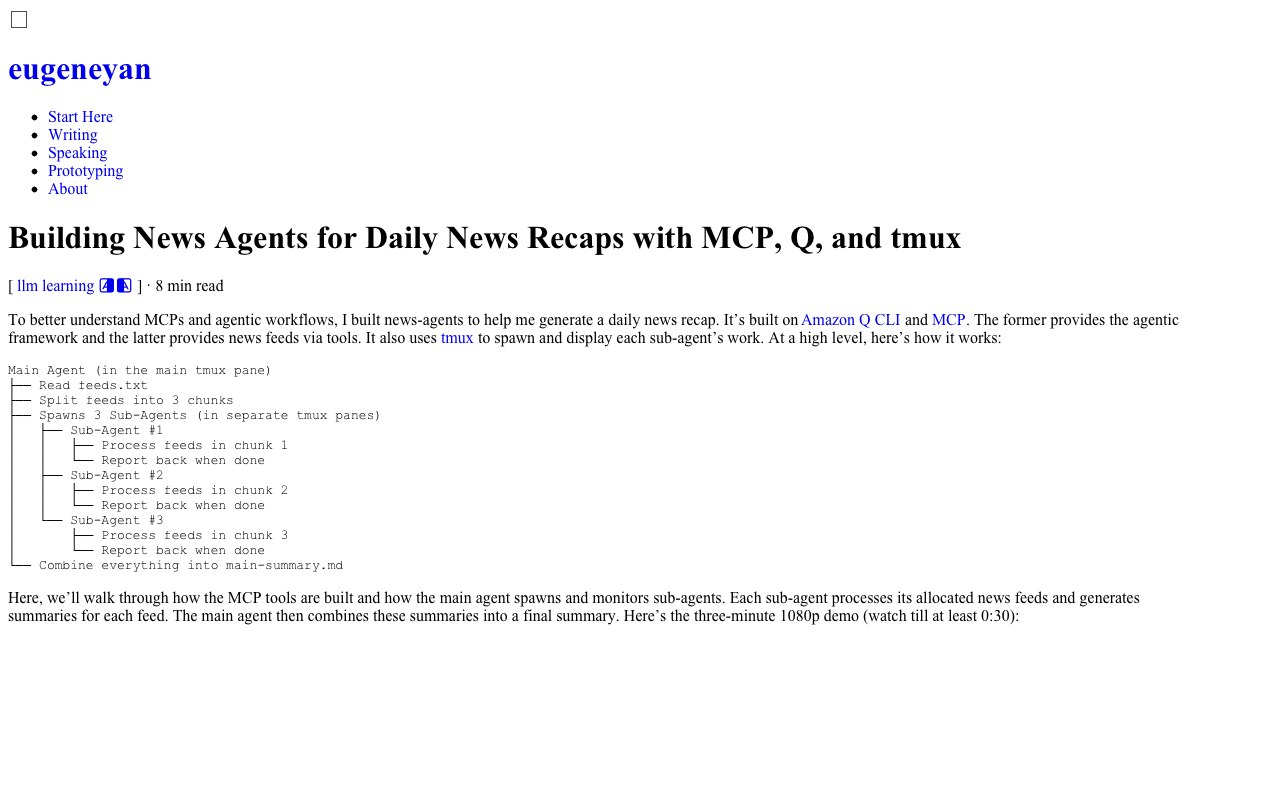 eugeneyan
Start Here
Writing
Speaking
Prototyping
About
Building News Agents for Daily News Recaps with MCP, Q, and tmux
[ llm learning ] · 8 min read
To better understand MCPs and agentic workflows, I built news-agents to help me generate a daily news recap. It’s built on Amazon Q CLI and MCP. The former provides the agentic
framework and the latter provides news feeds via tools. It also uses tmux to spawn and display each sub-agent’s work. At a high level, here’s how it works:
Main Agent (in the main tmux pane)
├── Read feeds.txt
├── Split feeds into 3 chunks
├── Spawns 3 Sub-Agents (in separate tmux panes)
│   ├── Sub-Agent #1
│   │   ├── Process feeds in chunk 1
│   │   └── Report back when done
│   ├── Sub-Agent #2
│   │   ├── Process feeds in chunk 2
│   │   └── Report back when done
│   └── Sub-Agent #3
│       ├── Process feeds in chunk 3
│       └── Report back when done
└── Combine everything into main-summary.md
Here, we’ll walk through how the MCP tools are built and how the main agent spawns and monitors sub-agents. Each sub-agent processes its allocated news feeds and generates
summaries for each feed. The main agent then combines these summaries into a final summary. Here’s the three-minute 1080p demo (watch till at least 0:30):